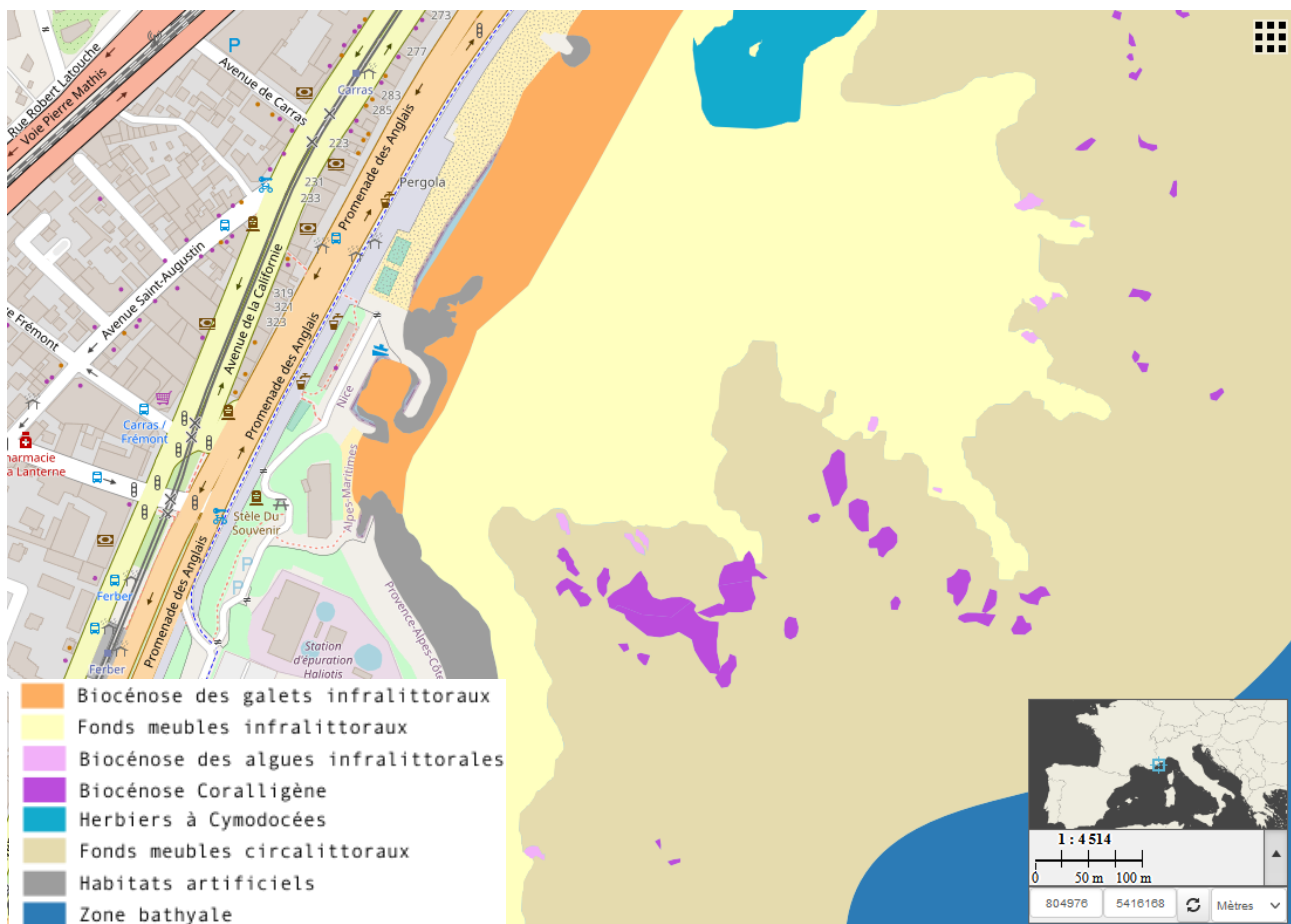 273
277
283
285
Carras
P
Avenue de Carras
Rue Robert Latouche
Voie Pierre Mathis
223
231
233
Pergola
Promenade des Anglais
Promenade des Anglais
Avenue Saint-Augustin
Avenue de la Californie
319
321
323
e Frémont
Nice
Carras /
Frémont
Promenade des Anglais
harmacie
a Lanterne
Alpes-Maritimes
Stèle Du
Souvenir
P
P
Provence-Alpes-Côte
Ferber
Promenade des Anglais
Ferber
Station
d'épuration
Haliotis
Biocénose des galets infralittoraux
Fonds meubles infralittoraux
Biocénose des algues infralittorales
Biocénose Coralligène
Herbiers à Cymodocées
Fonds meubles circalittoraux
Habitats artificiels
Zone bathyale
1 : 4 514
0 50 m 100 m
804976 5416168 Mètres